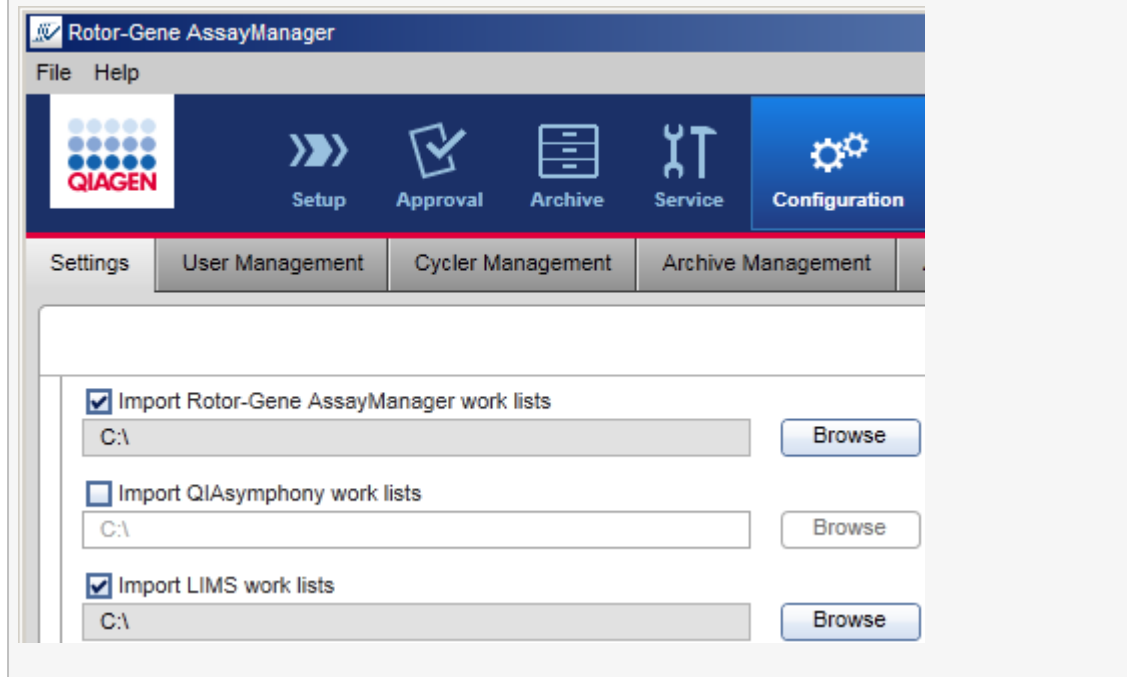 Rotor-Gene AssayManager
File Help
QIAGEN
Setup Approval Archive Service Configuration
Settings User Management Cycler Management Archive Management
Import Rotor-Gene AssayManager work lists
C:\ Browse
Import QIAsymphony work lists
C:\ Browse
Import LIMS work lists
C:\ Browse